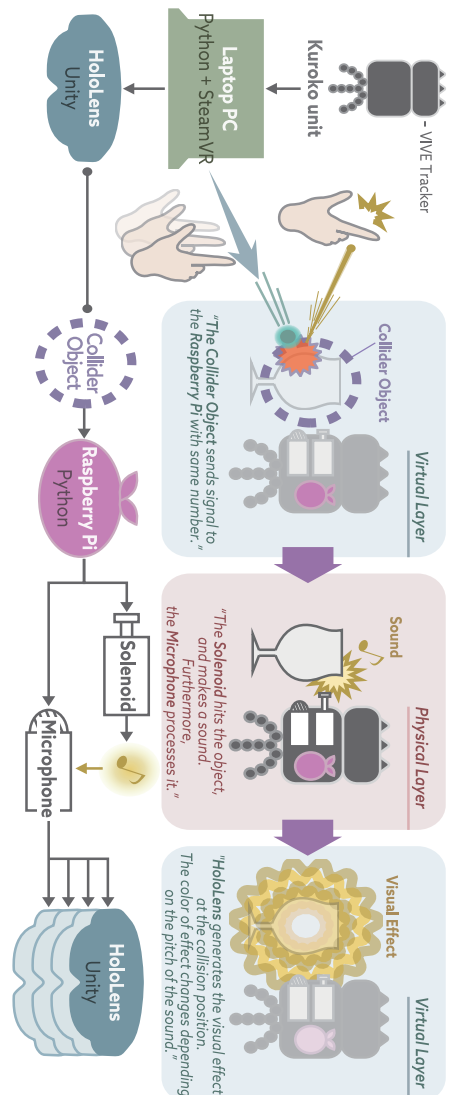 - VIVE Tracker
Kuroko unit
Laptop PC
Python + SteamVR
HoloLens
Unity
Virtual Layer
Collider Object
"The Collider Object sends signal to
the Raspberry Pi with same number."
Physical Layer
Sound
"The Solenoid hits the object,
and makes a sound.
Furthermore,
the Microphone processes it."
Virtual Layer
Visual Effect
"HoloLens generates the visual effect
at the collision position.
The color of effect changes depending
on the pitch of the sound."
Collider
Object
Raspberry Pi
Python
Solenoid
Microphone
HoloLens
Unity